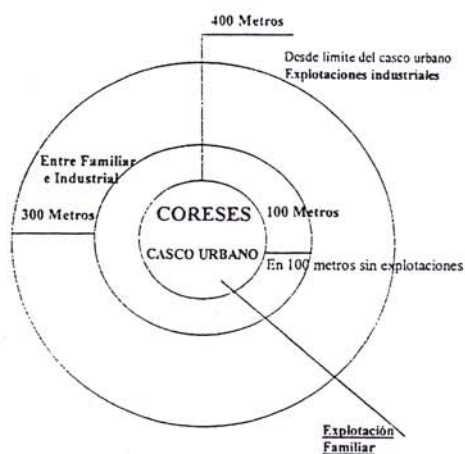 400 Metros
Desde limite del casco urbano
Explotaciones industriales
Entre Familiar
e Industrial
300 Metros
CORESES
100 Metros
CASCO URBANO
En 100 metros sin explotaciones
Explotación
Familiar